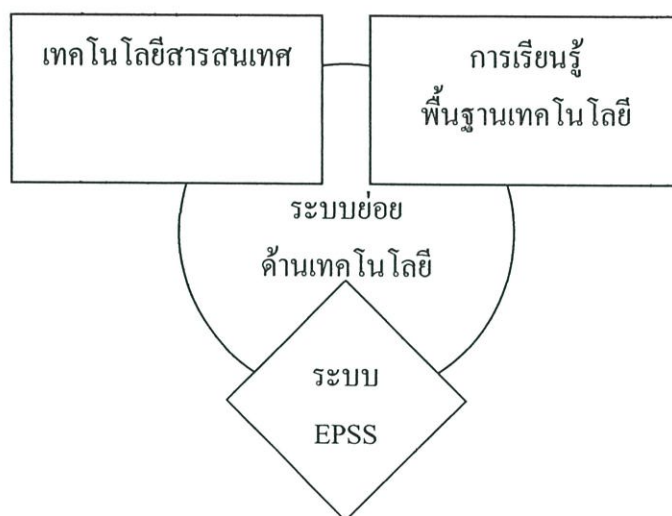 เทคโนโลยีสารสนเทศ
การเรียนรู้
พื้นฐานเทคโนโลยี
ระบบย่อย
ด้านเทคโนโลยี
ระบบ
EPSS